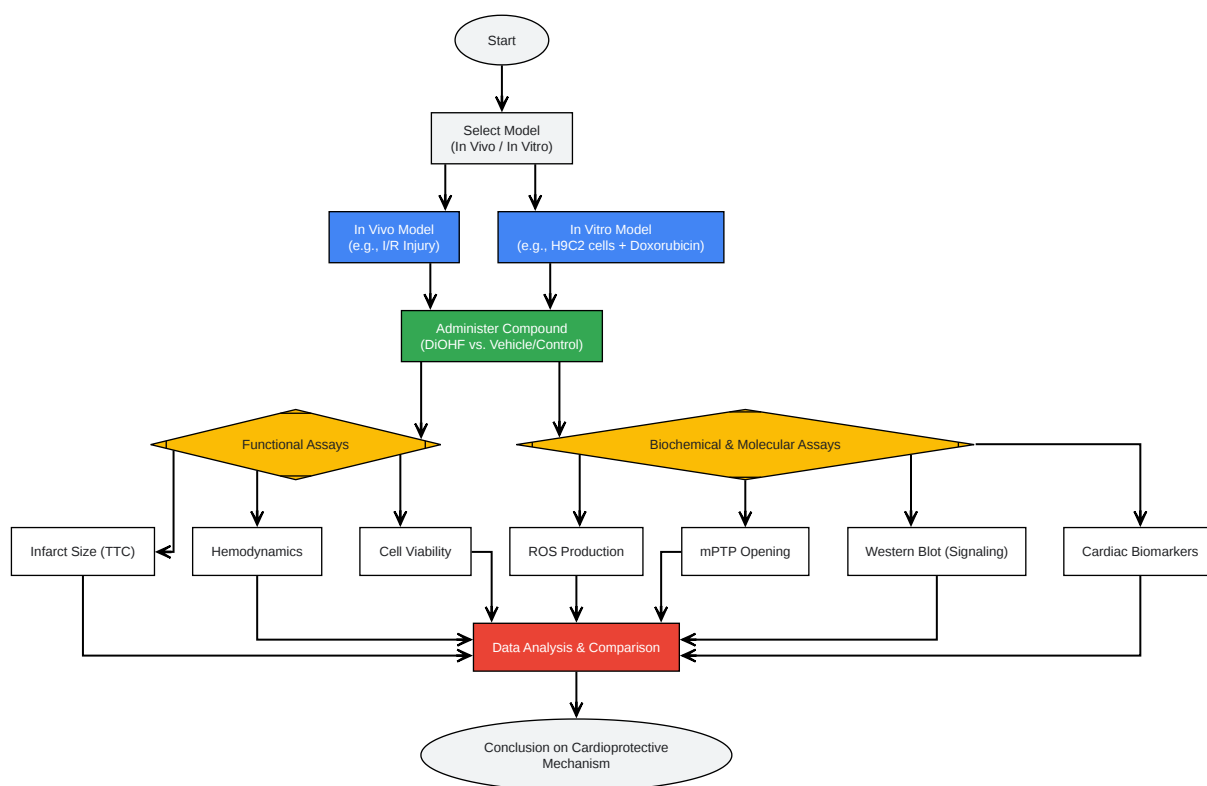 Start
Select Model
(In Vivo / In Vitro)
In Vivo Model
(e.g., I/R Injury)
In Vitro Model
(e.g., H9C2 cells + Doxorubicin)
Administer Compound
(DiOHF vs. Vehicle/Control)
Functional Assays
Biochemical & Molecular Assays
Infarct Size (TTC)
Hemodynamics
Cell Viability
ROS Production
mPTP Opening
Western Blot (Signaling)
Cardiac Biomarkers
Data Analysis & Comparison
Conclusion on Cardioprotective
Mechanism